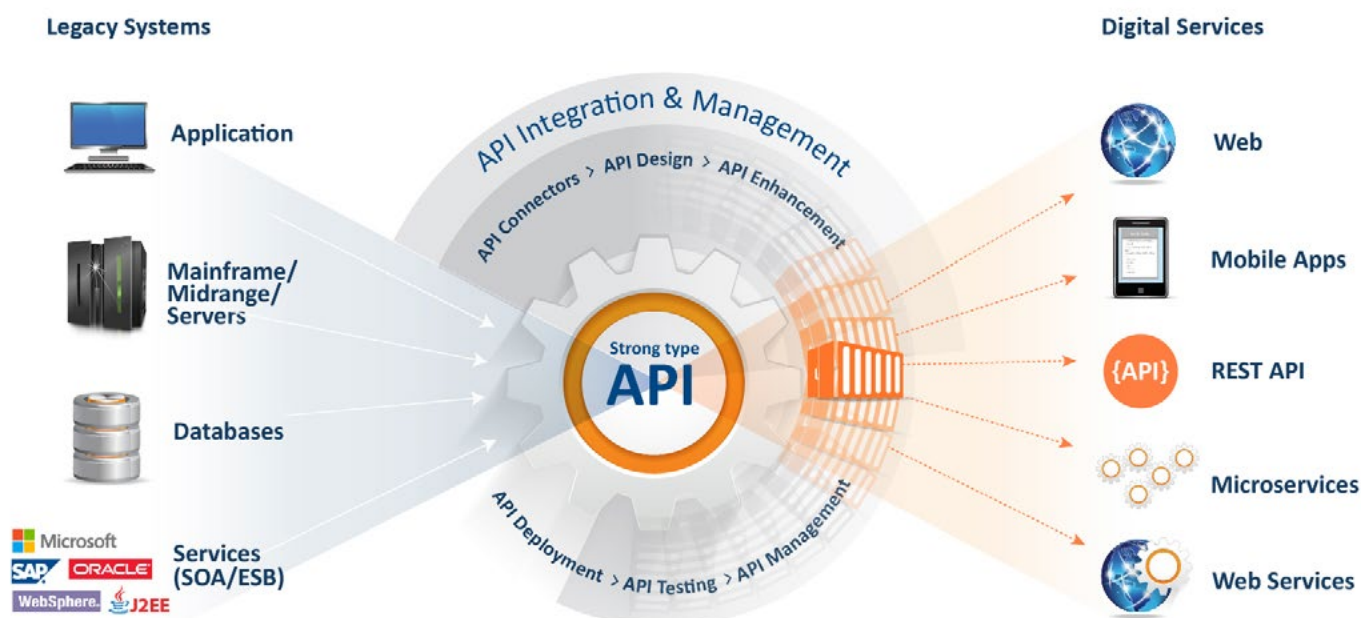 Legacy Systems
Application
Mainframe/
Midrange/
Servers
Databases
Microsoft
SAP
ORACLE
WebSphere.
J2EE
Services
(SOA/ESB)
API Integration & Management
API Connectors > API Design > API Enhancement
Strong type
API
API Deployment > API Testing > API Management
Digital Services
Web
Mobile Apps
{API}
REST API
Microservices
Web Services